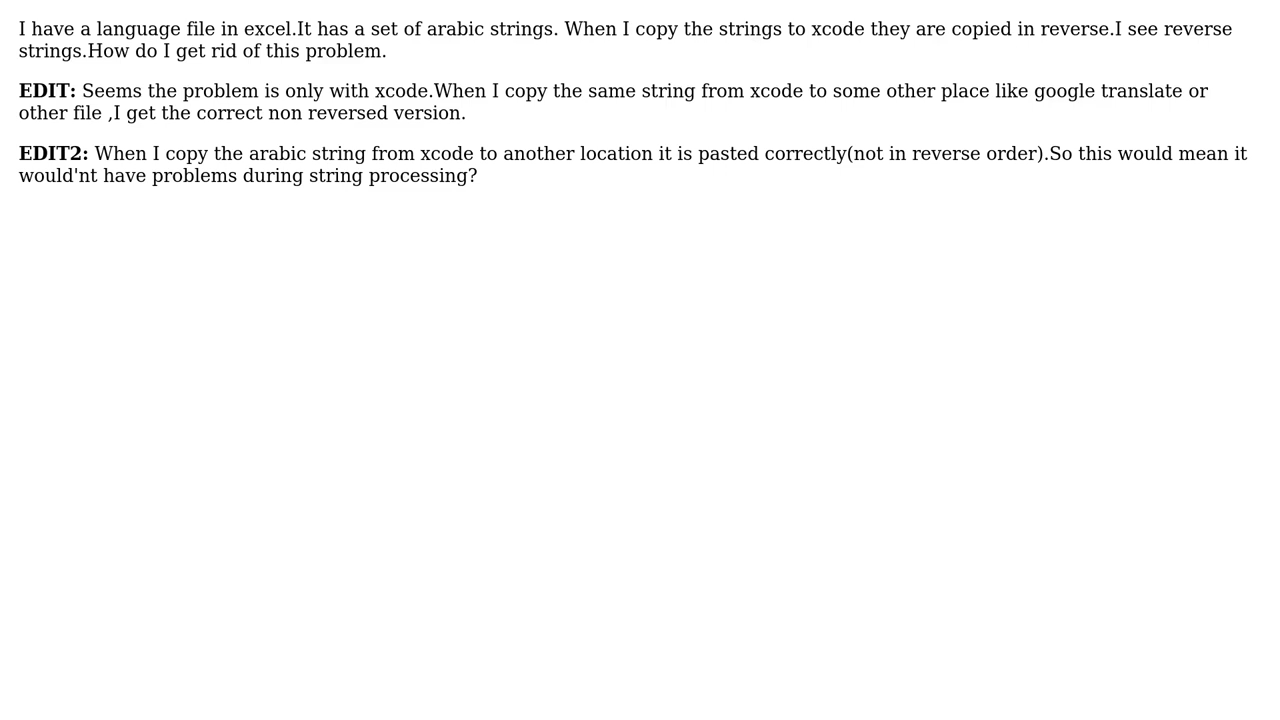 I have a language file in excel.It has a set of arabic strings. When I copy the strings to xcode they are copied in reverse.I see reverse
strings.How do I get rid of this problem.
EDIT: Seems the problem is only with xcode.When I copy the same string from xcode to some other place like google translate or
other file ,I get the correct non reversed version.
EDIT2: When I copy the arabic string from xcode to another location it is pasted correctly(not in reverse order).So this would mean it
would'nt have problems during string processing?